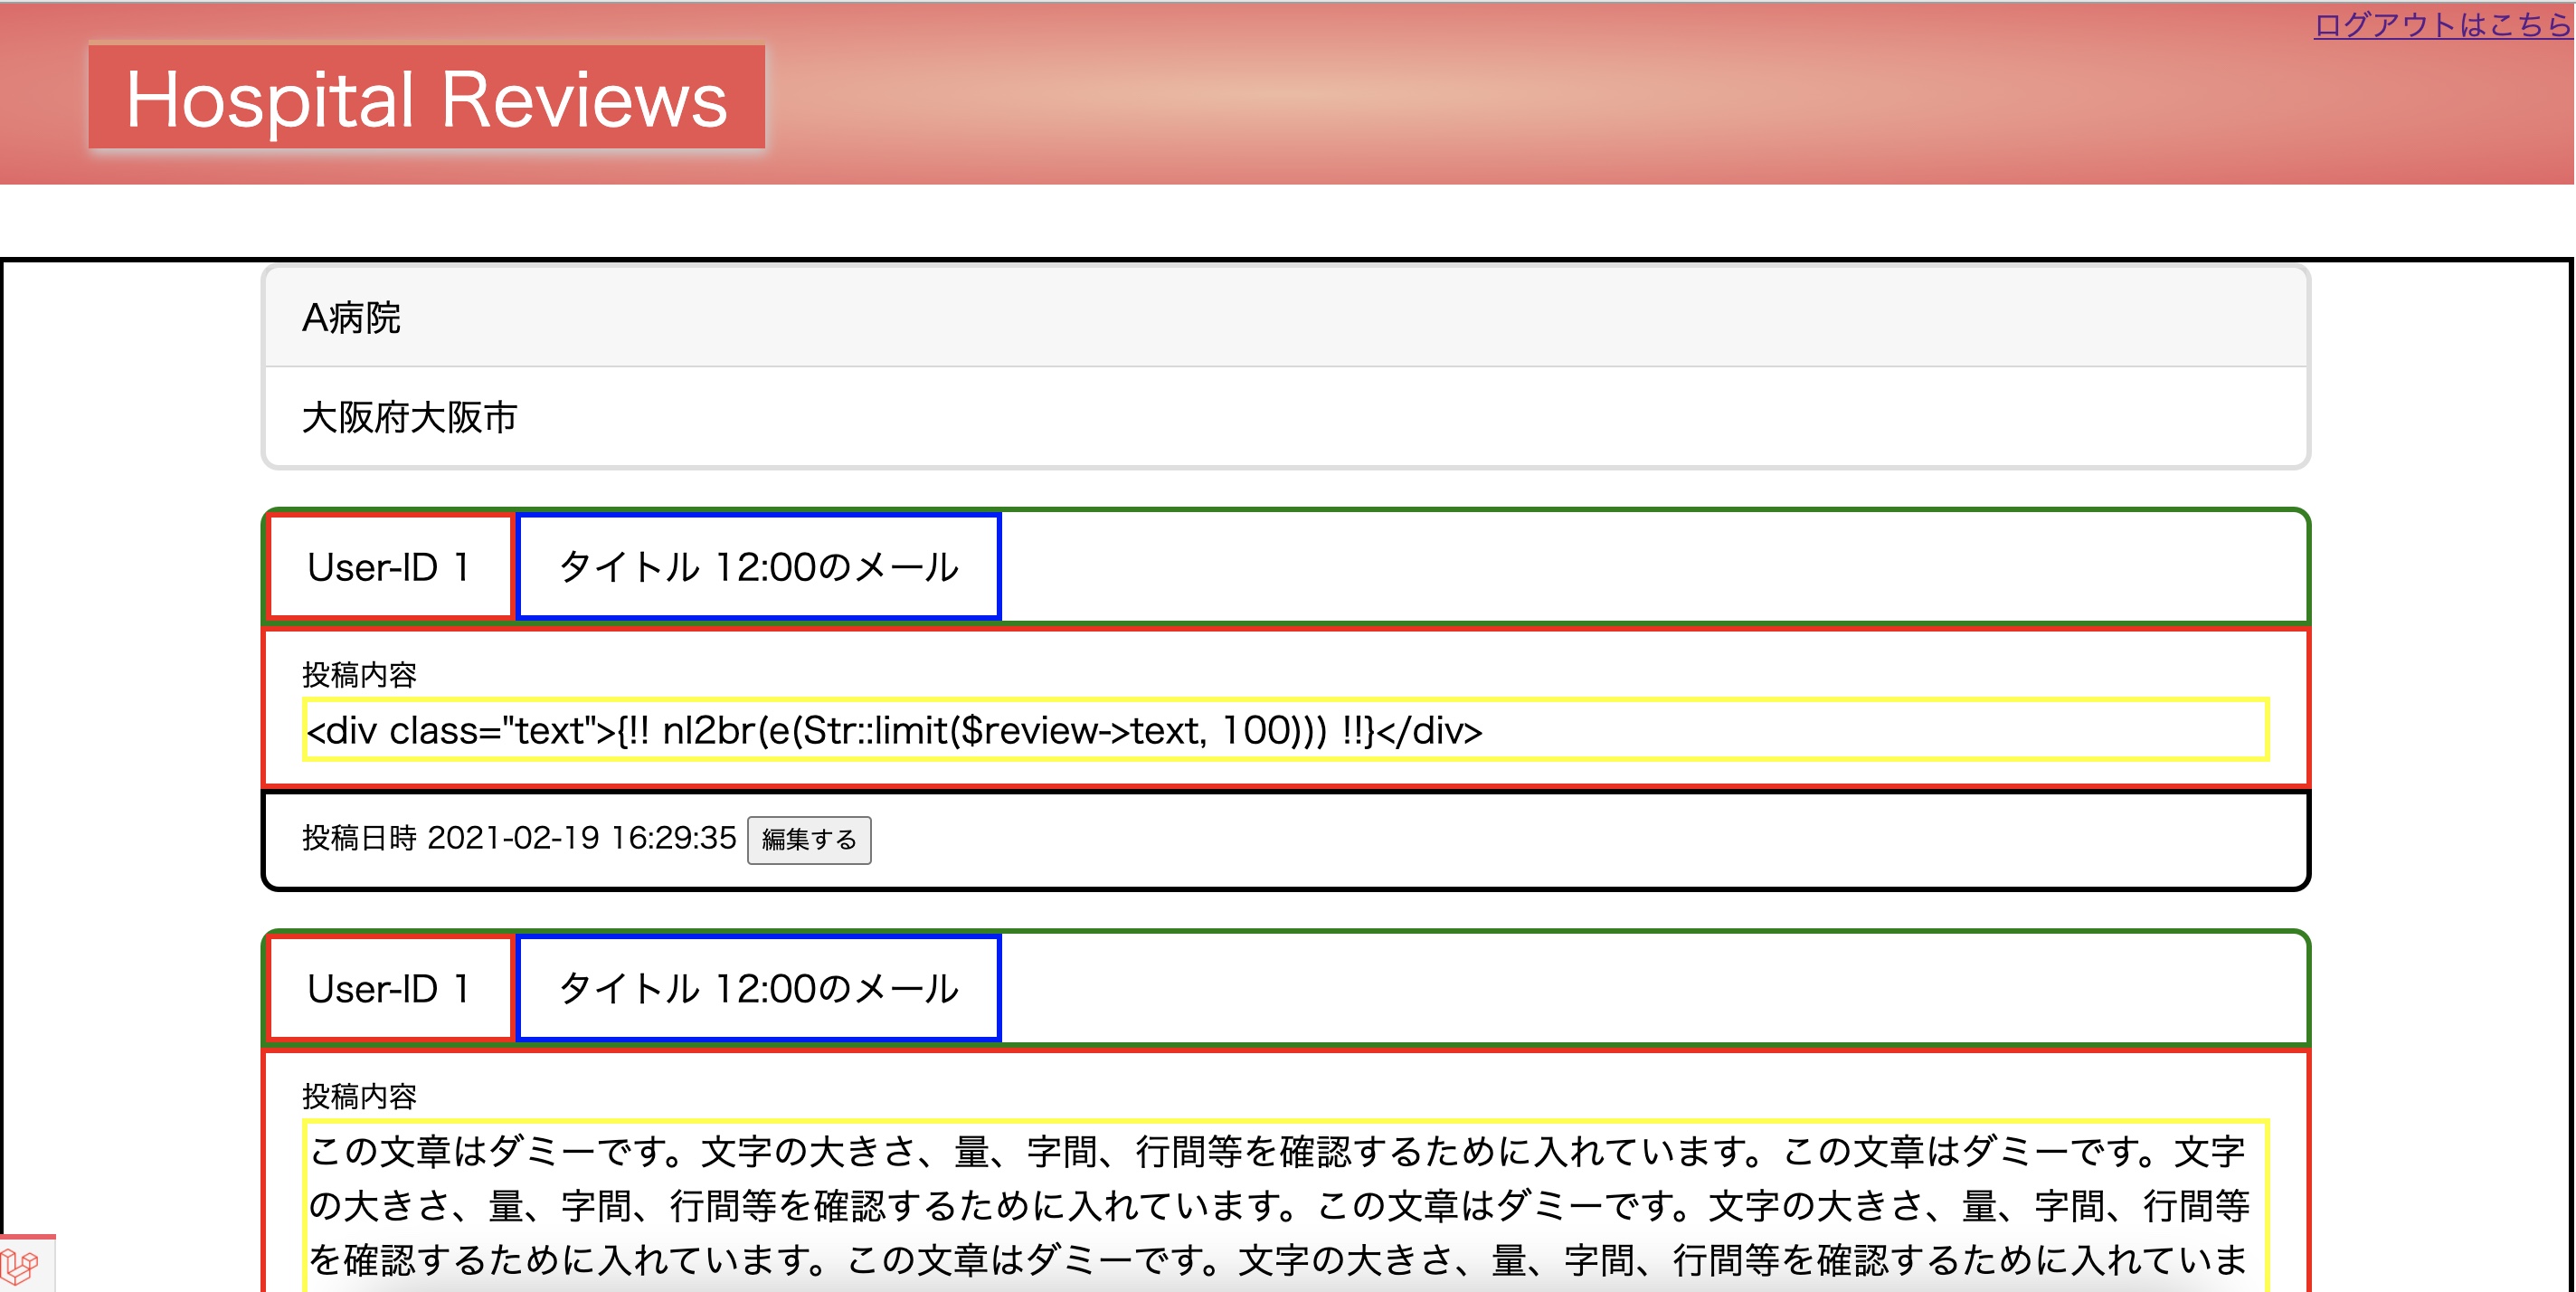 ログアウトはこちら
Hospital Reviews
A病院
大阪府大阪市
User-ID 1 タイトル 12:00のメール
投稿内容
<div class="text">{!! nl2br(e(Str::limit($review->text, 100))) !!}</div>
投稿日時 2021-02-19 16:29:35 編集する
User-ID 1 タイトル 12:00のメール
投稿内容
この文章はダミーです。文字の大きさ、量、字間、行間等を確認するために入れています。この文章はダミーです。文字
の大きさ、量、字間、行間等を確認するために入れています。この文章はダミーです。文字の大きさ、量、字間、行間等
を確認するために入れています。この文章はダミーです。文字の大きさ、量、字間、行間等を確認するために入れていま